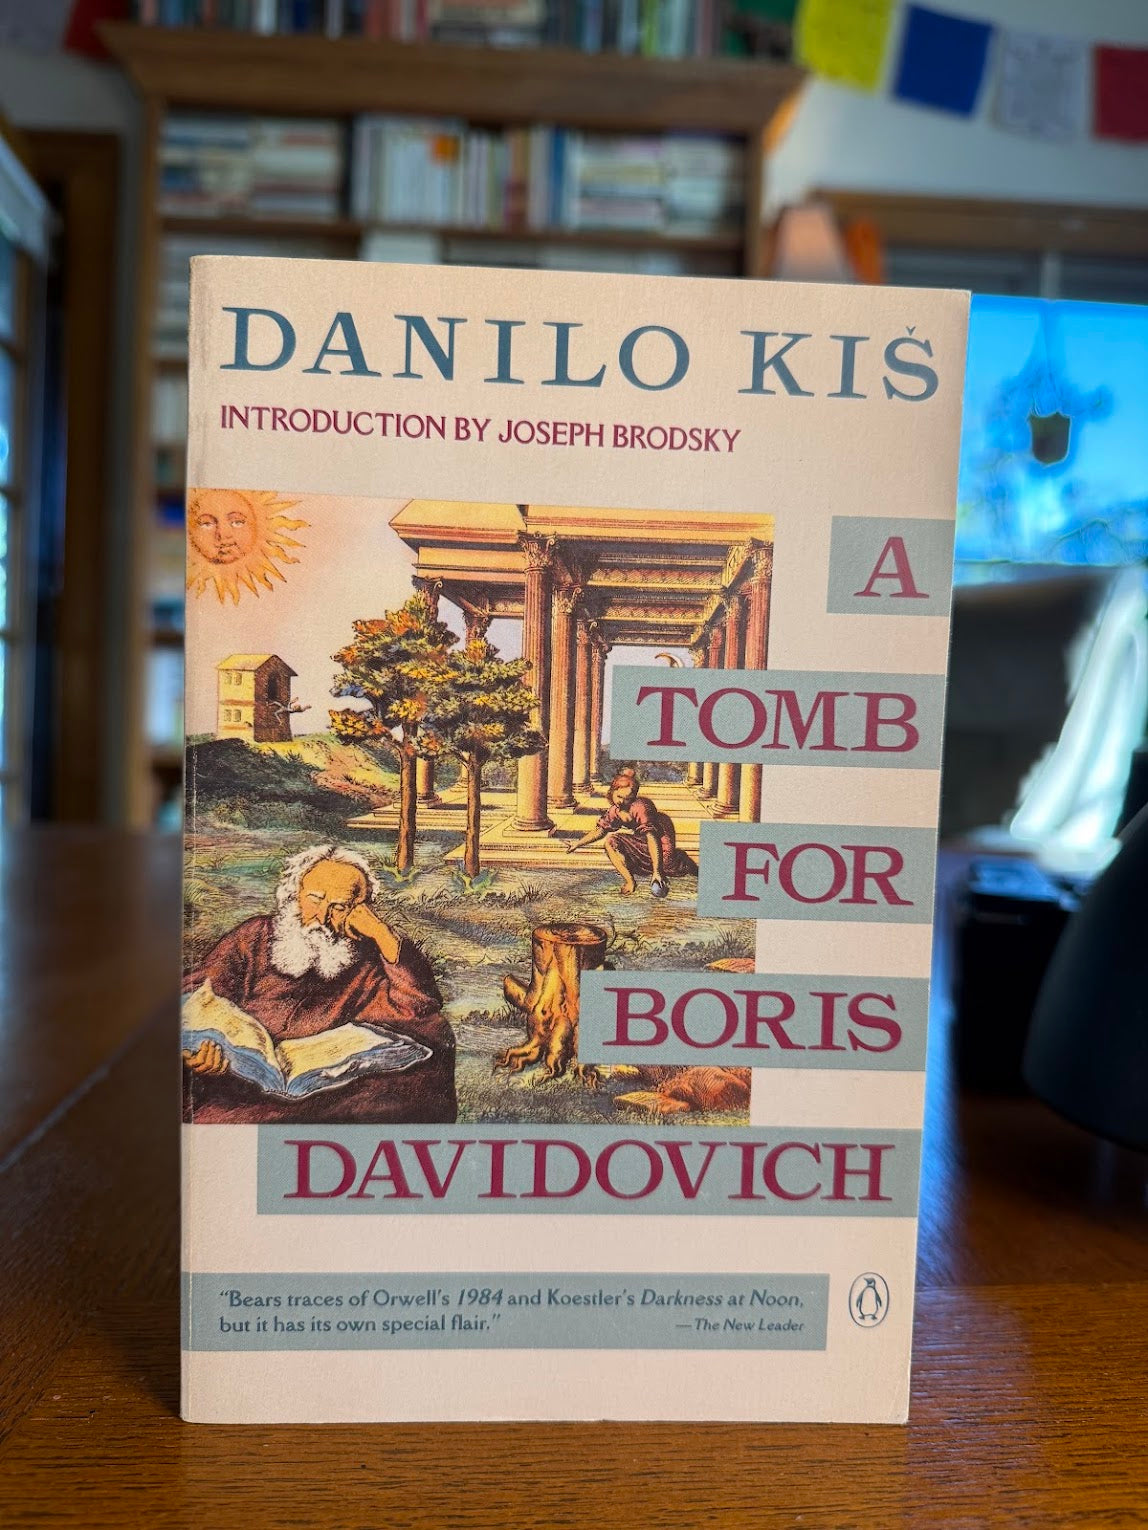 DANILO KIŠ
INTRODUCTION BY JOSEPH BRODSKY
A
TOMB
FOR
BORIS
DAVIDOVICH
“Bears traces of Orwell’s 1984 and Koestler’s Darkness at Noon,
but it has its own special flair.” —The New Leader